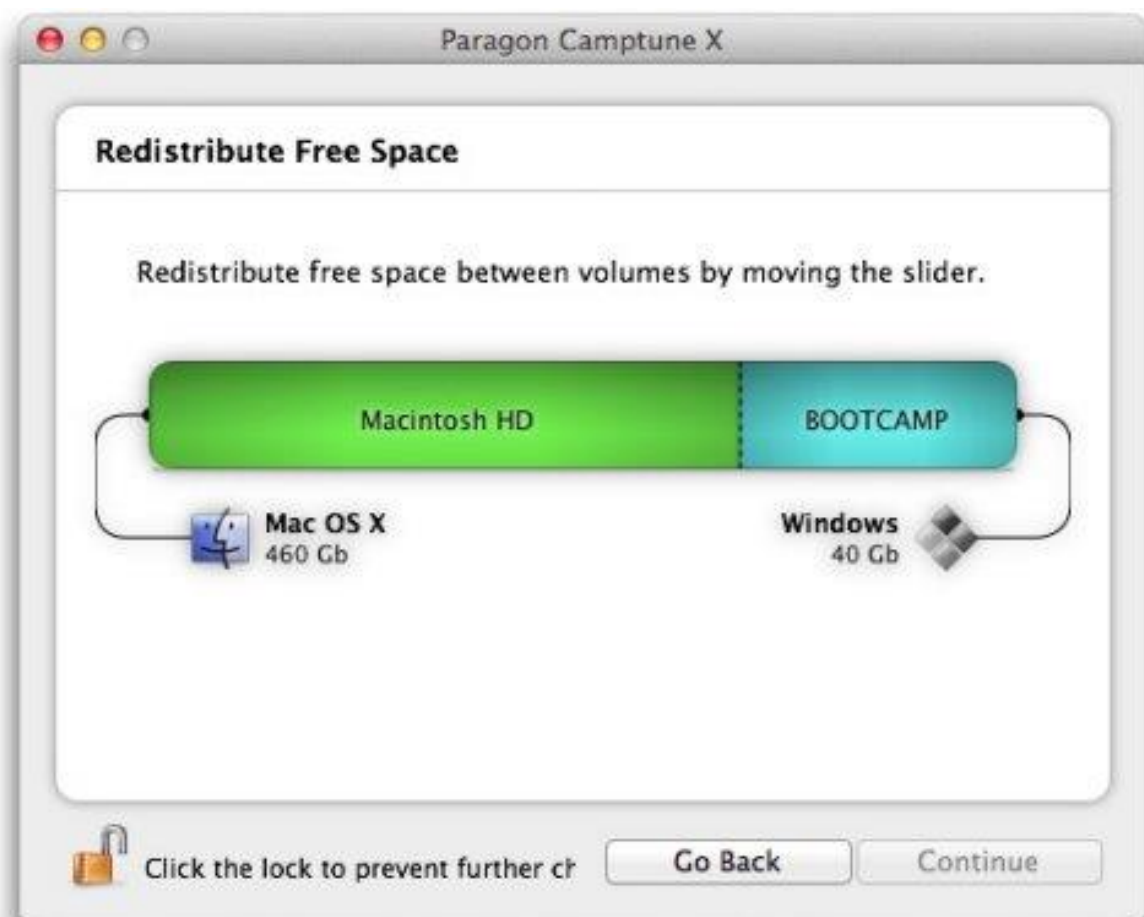 Paragon Camptune X
Redistribute Free Space
Redistribute free space between volumes by moving the slider.
Macintosh HD
BOOTCAMP
Mac OS X
460 Gb
Windows
40 Gb
Click the lock to prevent further ch
Go Back
Continue